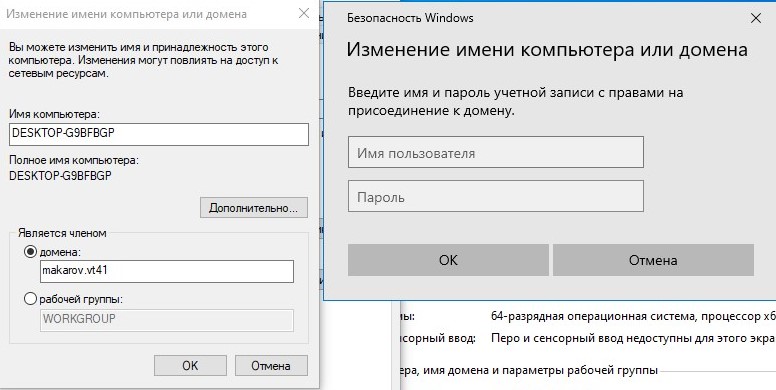 Изменение имени компьютера или домена
Вы можете изменить имя и принадлежность этого
компьютера. Изменения могут повлиять на доступ к
сетевым ресурсам.
Имя компьютера:
DESKTOP-G9BFBGP
Полное имя компьютера:
DESKTOP-G9BFBGP
Дополнительно...
Является членом
домена:
makarov.vt41
рабочей группы:
WORKGROUP
ОК
Отмена
Безопасность Windows
Изменение имени компьютера или домена
Введите имя и пароль учетной записи с правами на
присоединение к домену.
Имя пользователя
Пароль
ОК
Отмена
мы: 64-разрядная операционная система, процессор x6
нсорный ввод: Перо и сенсорный ввод недоступны для этого экра
ера, имя домена и параметры рабочей группы